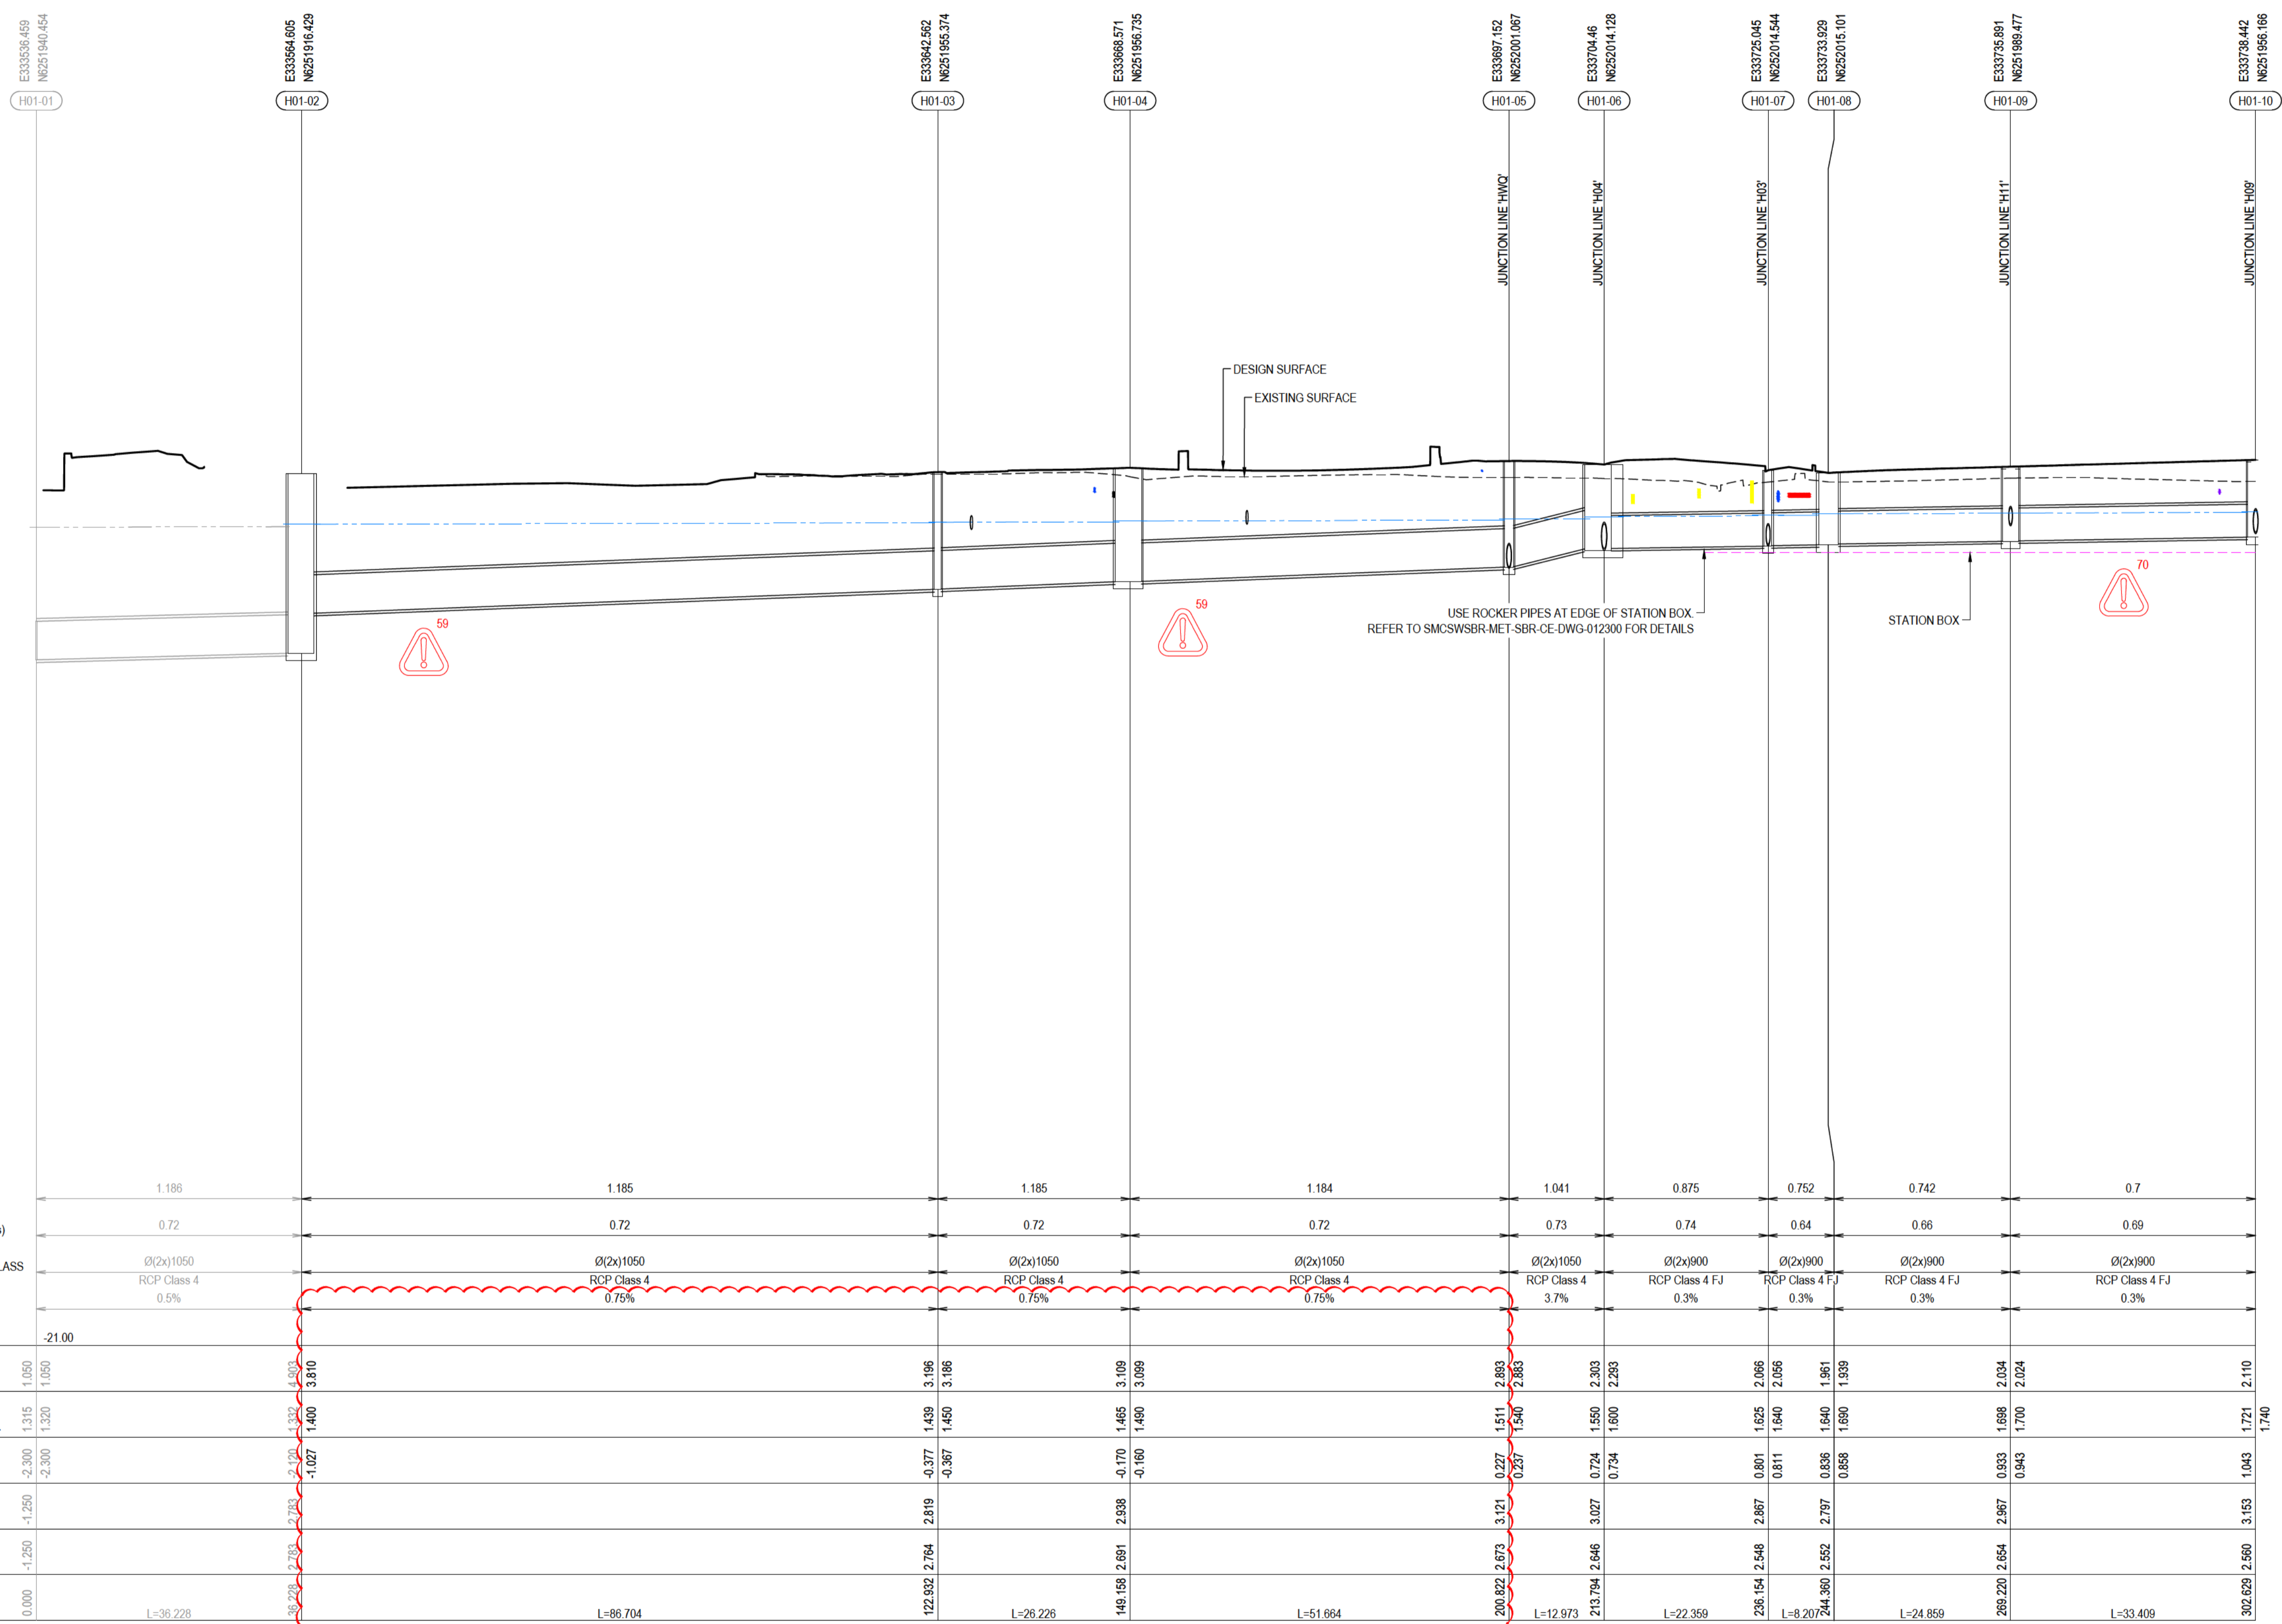 E333536.459
N6251940.454
E333564.605
N6251916.429
E333642.562
N6251955.374
E333668.571
N6251956.735
E333697.152
N6252001.067
E333704.46
N6252014.128
E333725.045
N6252014.544
E333733.929
N6252015.101
E333735.891
N6251989.477
E333738.442
N6251956.166
H01-01
H01-02
H01-03
H01-04
H01-05
H01-06
H01-07
H01-08
H01-09
H01-10
JUNCTION LINE 'HWQ'
JUNCTION LINE 'H04'
JUNCTION LINE 'H03'
JUNCTION LINE 'H11'
JUNCTION LINE 'H09'
DESIGN SURFACE
EXISTING SURFACE
70
59
59
USE ROCKER PIPES AT EDGE OF STATION BOX.
REFER TO SMCSWSBR-MET-SBR-CE-DWG-012300 FOR DETAILS
STATION BOX
1.186 1.185 1.185 1.184 1.041 0.875 0.752 0.742 0.7
0.72 0.72 0.72 0.72 0.73 0.74 0.64 0.66 0.69
Ø(2x)1050 Ø(2x)1050 Ø(2x)1050 Ø(2x)1050 Ø(2x)1050 Ø(2x)900 Ø(2x)900 Ø(2x)900 Ø(2x)900
RCP Class 4 RCP Class 4 RCP Class 4 RCP Class 4 RCP Class 4 RCP Class 4 FJ RCP Class 4 FJ RCP Class 4 FJ RCP Class 4 FJ
0.5% 0.75% 0.75% 0.75% 3.7% 0.3% 0.3% 0.3% 0.3%
-21.00
1.050 1.050 4.903 3.810 3.196 3.186 3.109 3.099 2.893 2.883 2.303 2.293 2.066 2.056 1.961 1.939 2.034 2.024 2.110
1.315 1.320 1.332 1.400 1.439 1.450 1.465 1.490 1.511 1.540 1.550 1.600 1.625 1.640 1.640 1.690 1.698 1.700 1.721 1.740
-2.300 -2.300 -2.120 -1.027 -0.377 -0.367 -0.170 -0.160 0.227 0.237 0.724 0.734 0.801 0.811 0.836 0.858 0.933 0.943 1.043
-1.250 2.783 2.819 2.938 3.121 3.027 2.867 2.797 2.967 3.153
-1.250 2.783 2.764 2.691 2.673 2.646 2.548 2.552 2.654 2.560
0.000 36.228 122.932 149.158 200.822 213.794 236.154 244.360 269.220 302.629
L=36.228 L=86.704 L=26.226 L=51.664 L=12.973 L=22.359 L=8.207 L=24.859 L=33.409